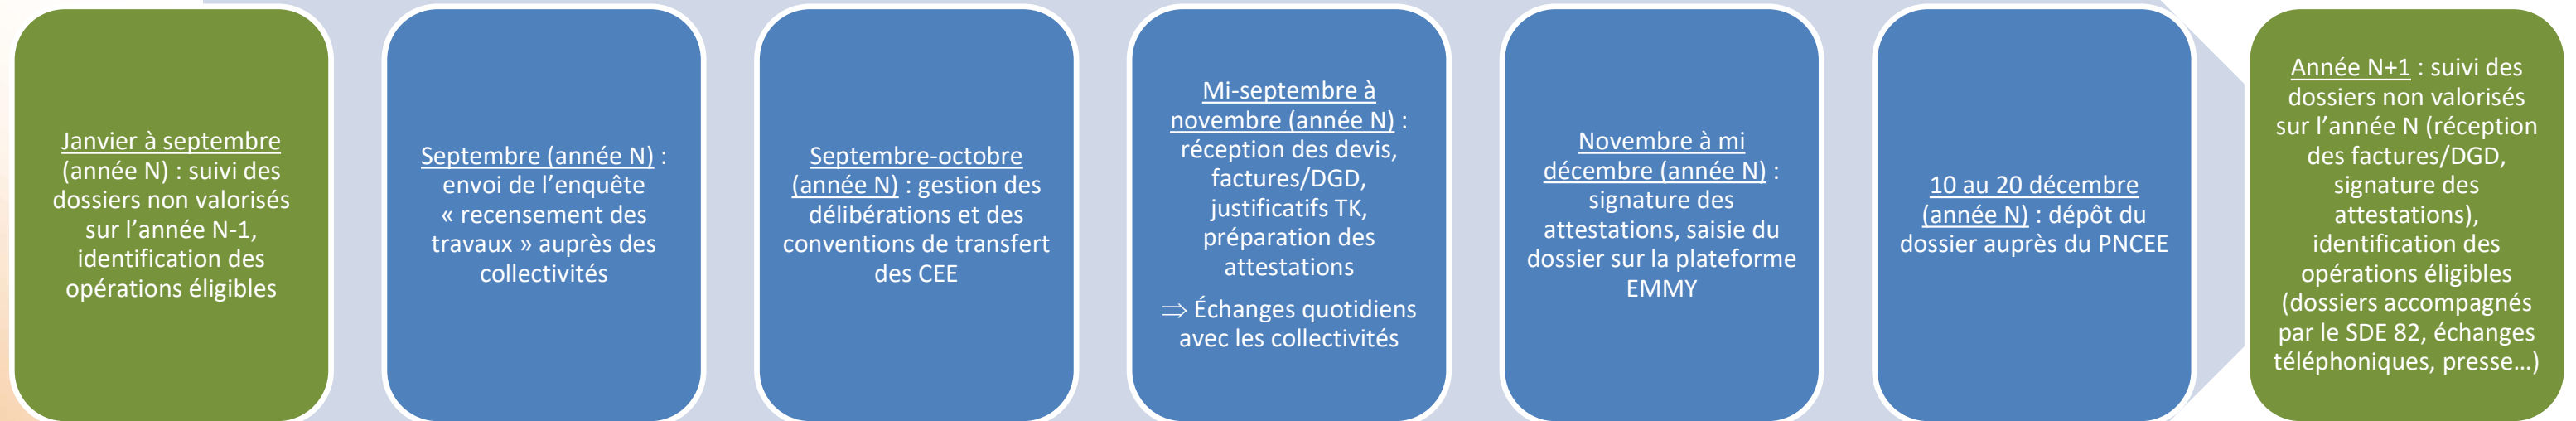 Janvier à septembre
(année N) : suivi des
dossiers non valorisés
sur l’année N-1,
identification des
opérations éligibles
Septembre (année N) :
envoi de l’enquête
« recensement des
travaux » auprès des
collectivités
Septembre-octobre
(année N) : gestion des
délibérations et des
conventions de transfert
des CEE
Mi-septembre à
novembre (année N) :
réception des devis,
factures/DGD,
justificatifs TK,
préparation des
attestations
⇒ Échanges quotidiens
avec les collectivités
Novembre à mi
décembre (année N) :
signature des
attestations, saisie du
dossier sur la plateforme
EMMY
10 au 20 décembre
(année N) : dépôt du
dossier auprès du PNCEE
Année N+1 : suivi des
dossiers non valorisés
sur l’année N (réception
des factures/DGD,
signature des
attestations),
identification des
opérations éligibles
(dossiers accompagnés
par le SDE 82, échanges
téléphoniques, presse…)